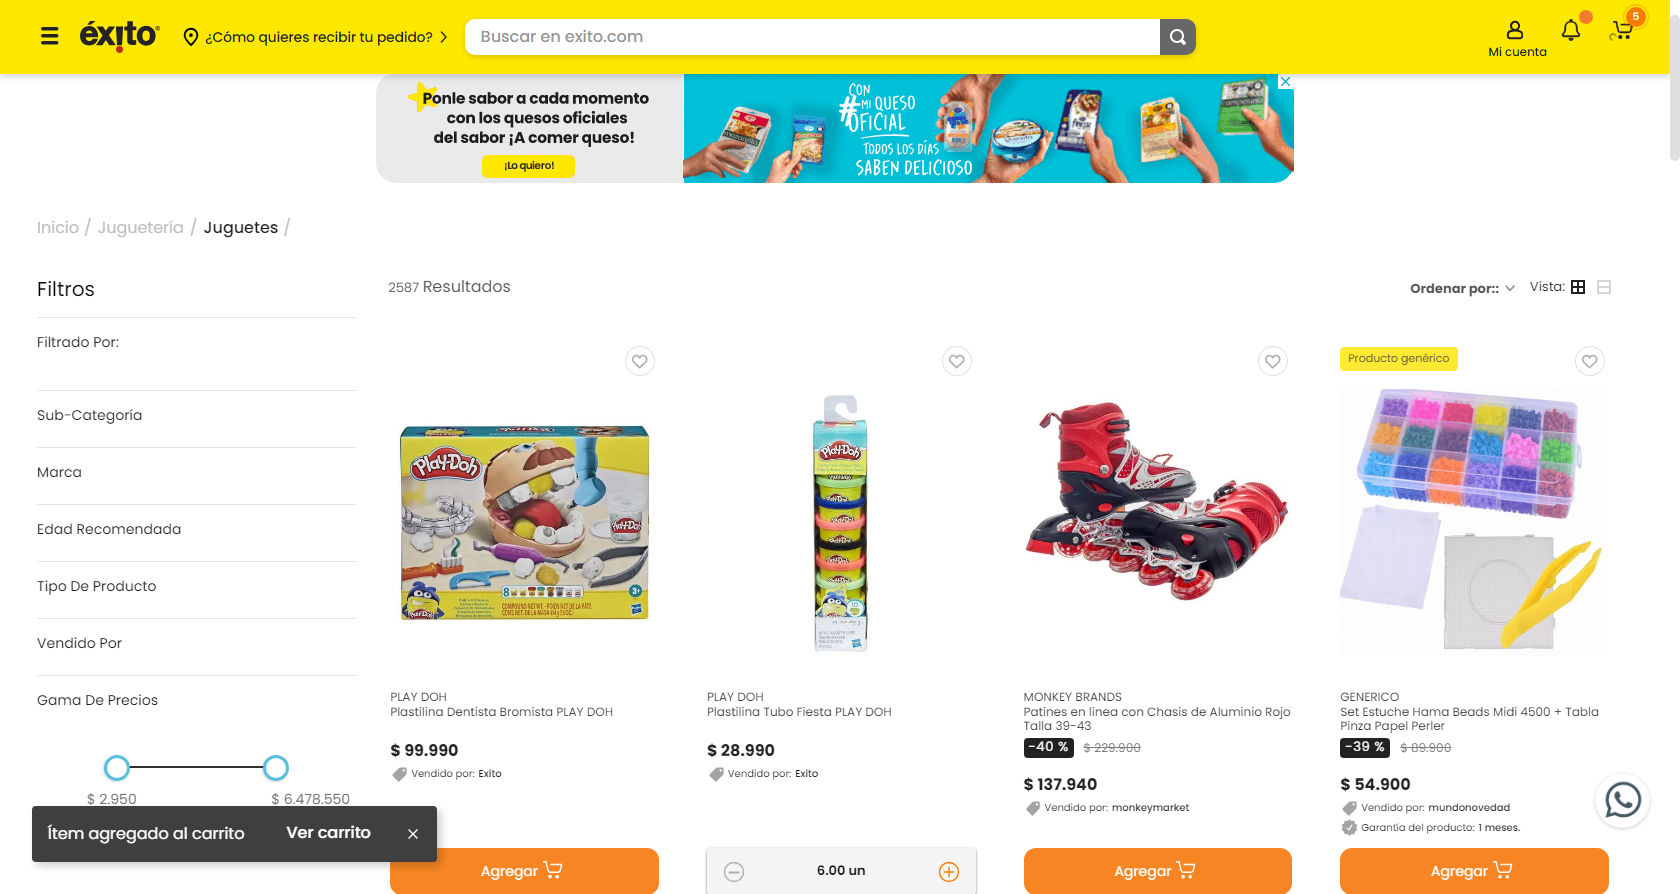 éxito
¿Cómo quieres recibir tu pedido?
Buscar en exito.com
Mi cuenta
5
Ponle sabor a cada momento
con los quesos oficiales
del sabor ¡A comer queso!
¡Lo quiero!
CON
#MI QUESO
OFICIAL
TODOS LOS DÍAS
SABEN DELICIOSO
Inicio / Juguetería / Juguetes /
Filtros
2587 Resultados
Ordenar por::
Vista:
Filtrado Por:
Sub-Categoría
Marca
Edad Recomendada
Tipo De Producto
Vendido Por
Gama De Precios
$ 2.950
$ 6.478.550
Ítem agregado al carrito
Ver carrito
Play-Doh
PLAY DOH
Plastilina Dentista Bromista PLAY DOH
$ 99.990
Vendido por: Exito
Agregar
Play-Doh
PLAY DOH
Plastilina Tubo Fiesta PLAY DOH
$ 28.990
Vendido por: Exito
6.00 un
MONKEY BRANDS
Patines en linea con Chasis de Aluminio Rojo
Talla 39-43
-40 %
$ 229.900
$ 137.940
Vendido por: monkeymarket
Agregar
Producto genérico
GENERICO
Set Estuche Hama Beads Midi 4500 + Tabla
Pinza Papel Perler
-39 %
$ 89.900
$ 54.900
Vendido por: mundonovedad
Garantía del producto: 1 meses.
Agregar